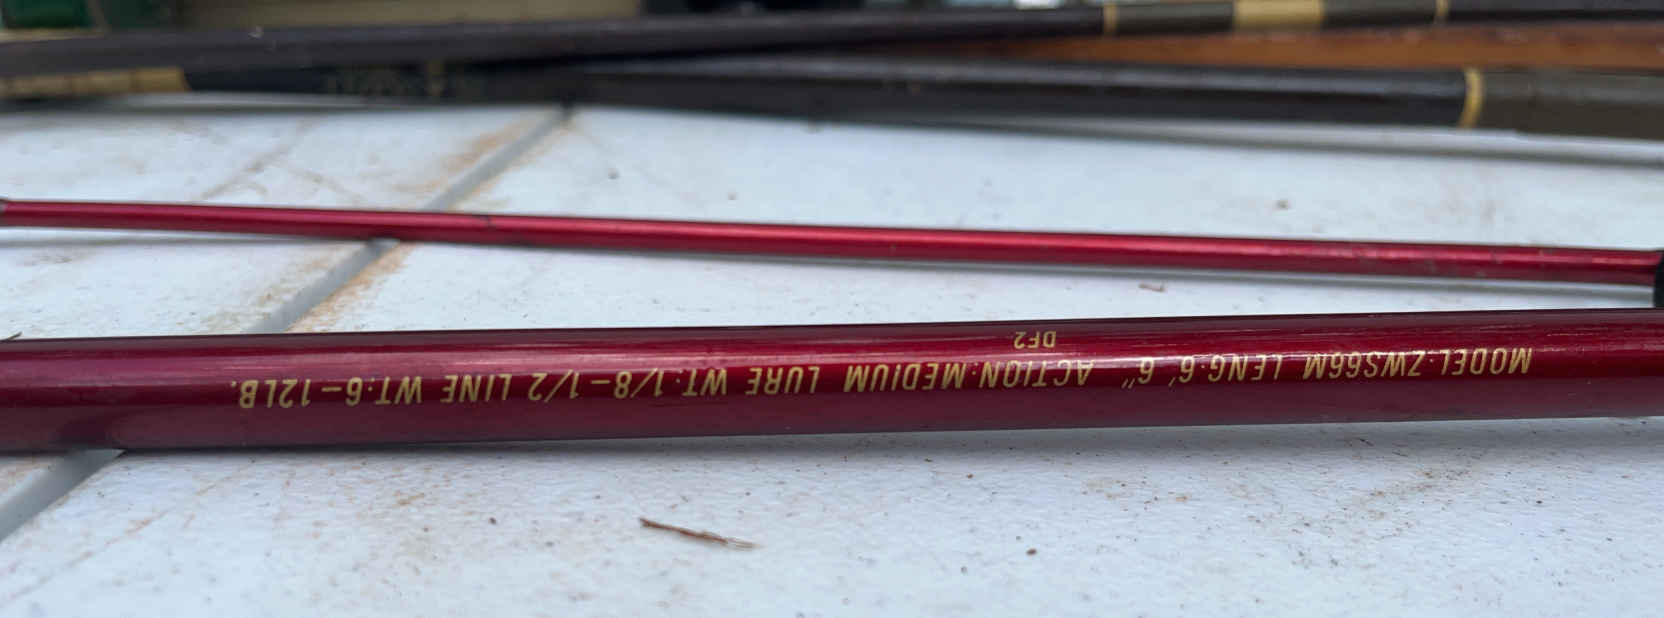 MODEL:ZWS66M LENG:6'6" ACTION:MEDIUM LURE WT:1/8-1/2 LINE WT:6-12LB.
DF2